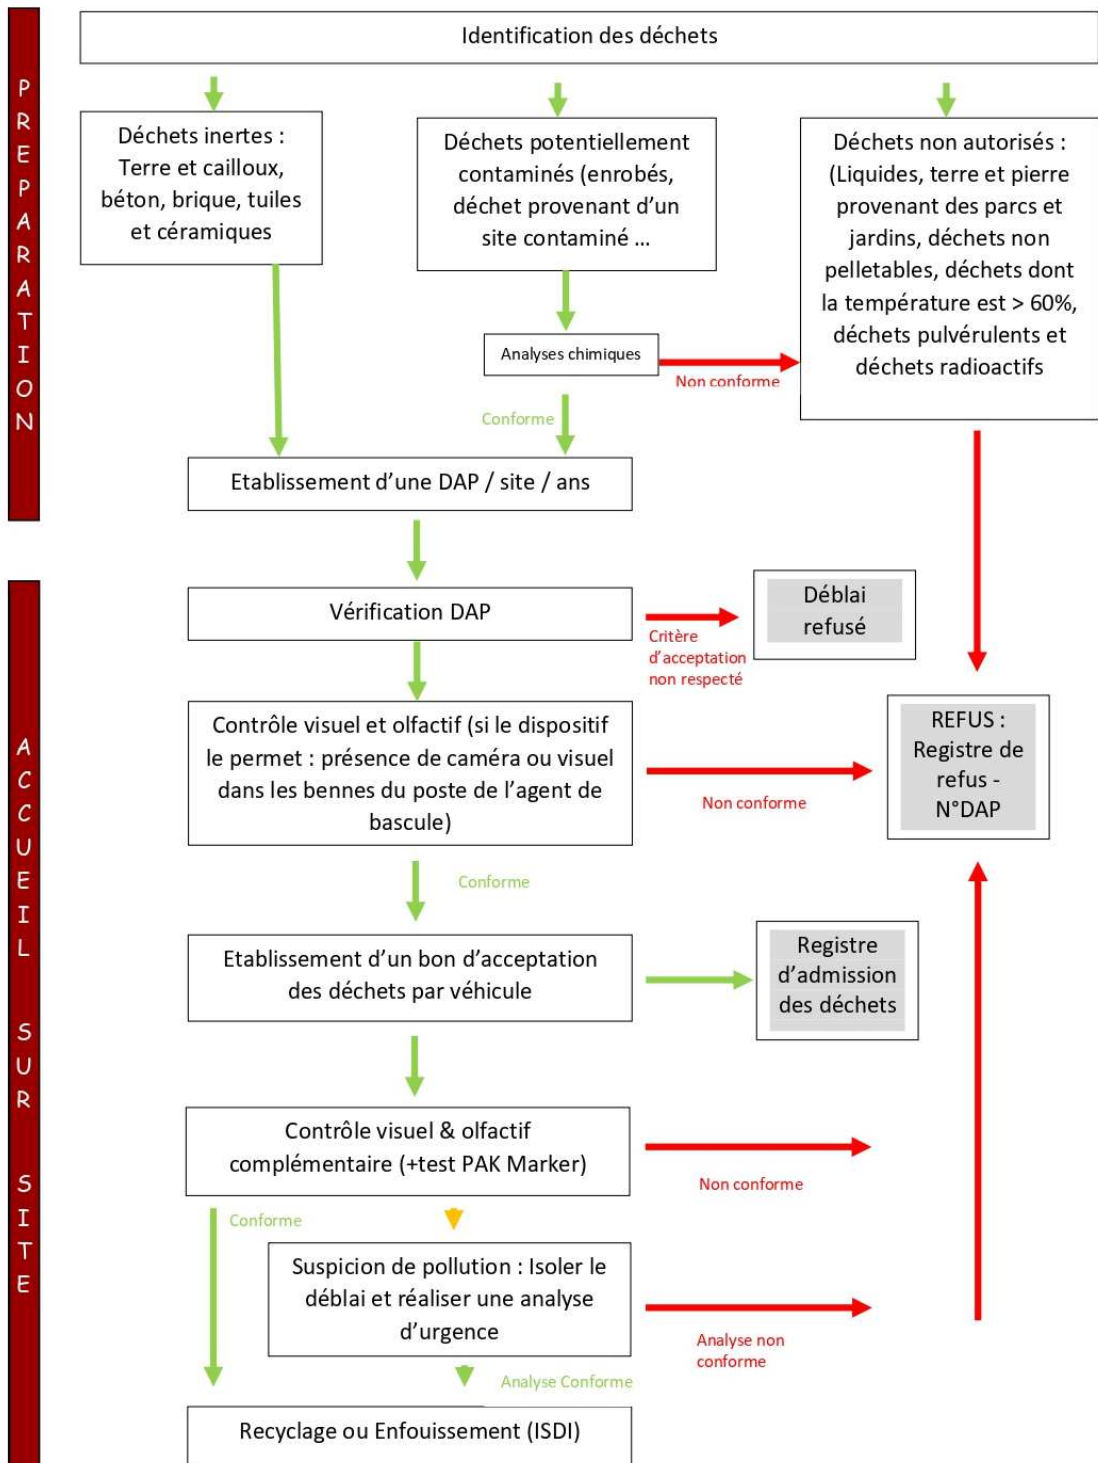 PREPARATION
Identification des déchets
Déchets inertes :
Terre et cailloux,
béton, brique, tuiles
et céramiques
Déchets potentiellement
contaminés (enrobés,
déchet provenant d’un
site contaminé ...
Déchets non autorisés :
(Liquides, terre et pierre
provenant des parcs et
jardins, déchets non
pelletables, déchets dont
la température est > 60%,
déchets pulvérulents et
déchets radioactifs
Analyses chimiques
Non conforme
Conforme
Etablissement d’une DAP / site / ans
ACCUEIL SUR SITE
Vérification DAP
Critère
d’acceptation
non respecté
Déblai
refusé
Contrôle visuel et olfactif (si le dispositif
le permet : présence de caméra ou visuel
dans les bennes du poste de l’agent de
bascule)
Non conforme
REFUS :
Registre de
refus -
N°DAP
Conforme
Etablissement d’un bon d’acceptation
des déchets par véhicule
Registre
d’admission
des déchets
Contrôle visuel & olfactif
complémentaire (+test PAK Marker)
Non conforme
Conforme
Suspicion de pollution : Isoler le
déblai et réaliser une analyse
d’urgence
Analyse non
conforme
Analyse Conforme
Recyclage ou Enfouissement (ISDI)